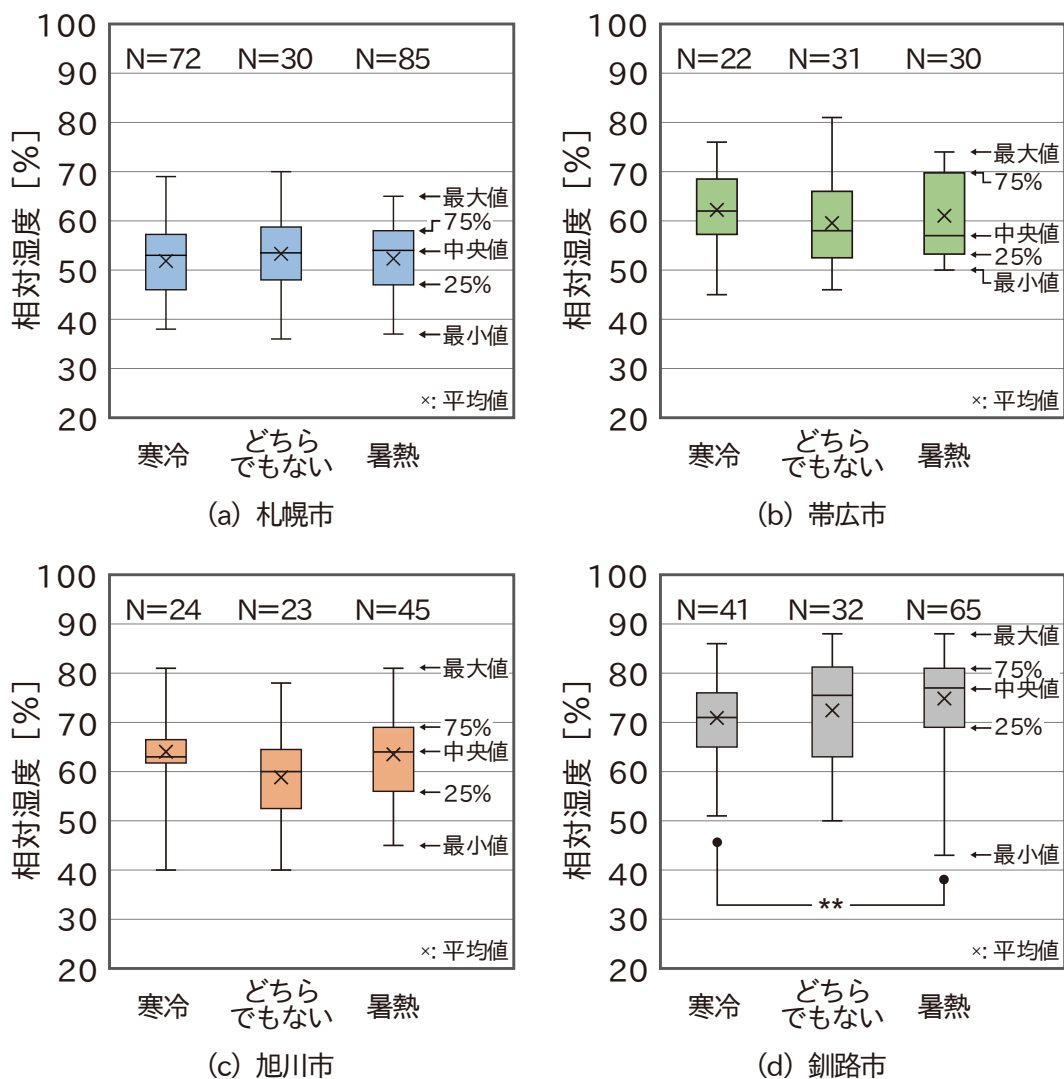 100
90
80
70
60
50
40
30
20
相対湿度 [%]
N=72 N=30 N=85
←最大値
75%
←中央値
←25%
←最小値
×: 平均値
寒冷 どちらでもない 暑熱
(a) 札幌市
100
90
80
70
60
50
40
30
20
相対湿度 [%]
N=22 N=31 N=30
←最大値
75%
←中央値
←25%
最小値
×: 平均値
寒冷 どちらでもない 暑熱
(b) 帯広市
100
90
80
70
60
50
40
30
20
相対湿度 [%]
N=24 N=23 N=45
←最大値
←75%
←中央値
←25%
←最小値
×: 平均値
寒冷 どちらでもない 暑熱
(c) 旭川市
100
90
80
70
60
50
40
30
20
相対湿度 [%]
N=41 N=32 N=65
←最大値
←75%
←中央値
←25%
←最小値
**
×: 平均値
寒冷 どちらでもない 暑熱
(d) 釧路市